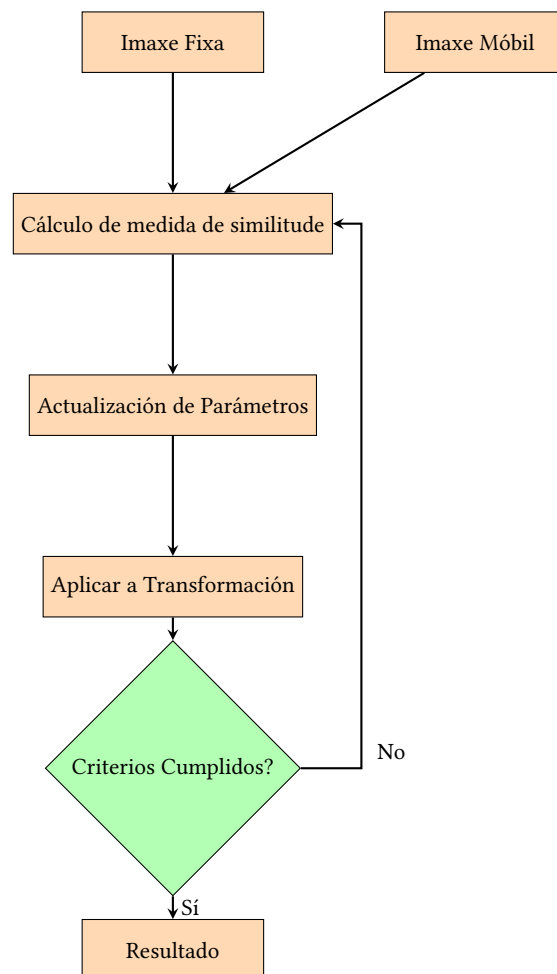 Imaxe Fixa
Imaxe Móbil
Cálculo de medida de similitude
Actualización de Parámetros
Aplicar a Transformación
Criterios Cumplidos?
No
Sí
Resultado